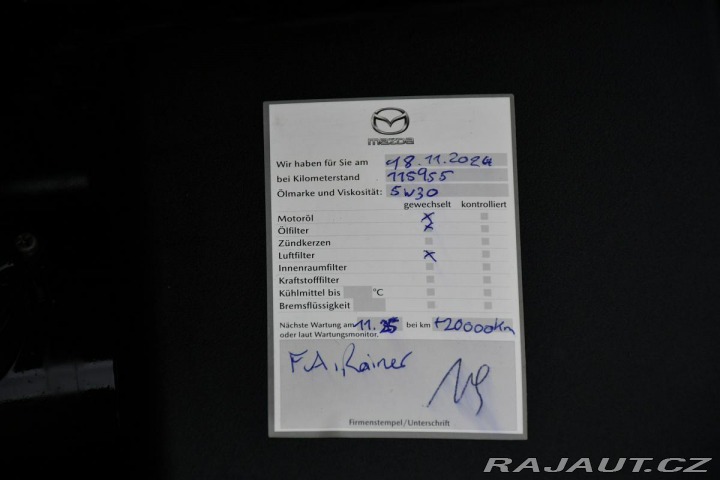 mazda
Wir haben für Sie am 18.11.2024
bei Kilometerstand 115955
Ölmarke und Viskosität: 5W30
gewechselt kontrolliert
Motoröl X
Ölfilter X
Zündkerzen
Luftfilter X
Innenraumfilter
Kraftstofffilter
Kühlmittel bis °C
Bremsflüssigkeit
Nächste Wartung am 11.25 bei km +20000km
oder laut Wartungsmonitor.
F.A. Rainer
Firmenstempel/Unterschrift
RAJAUT.CZ